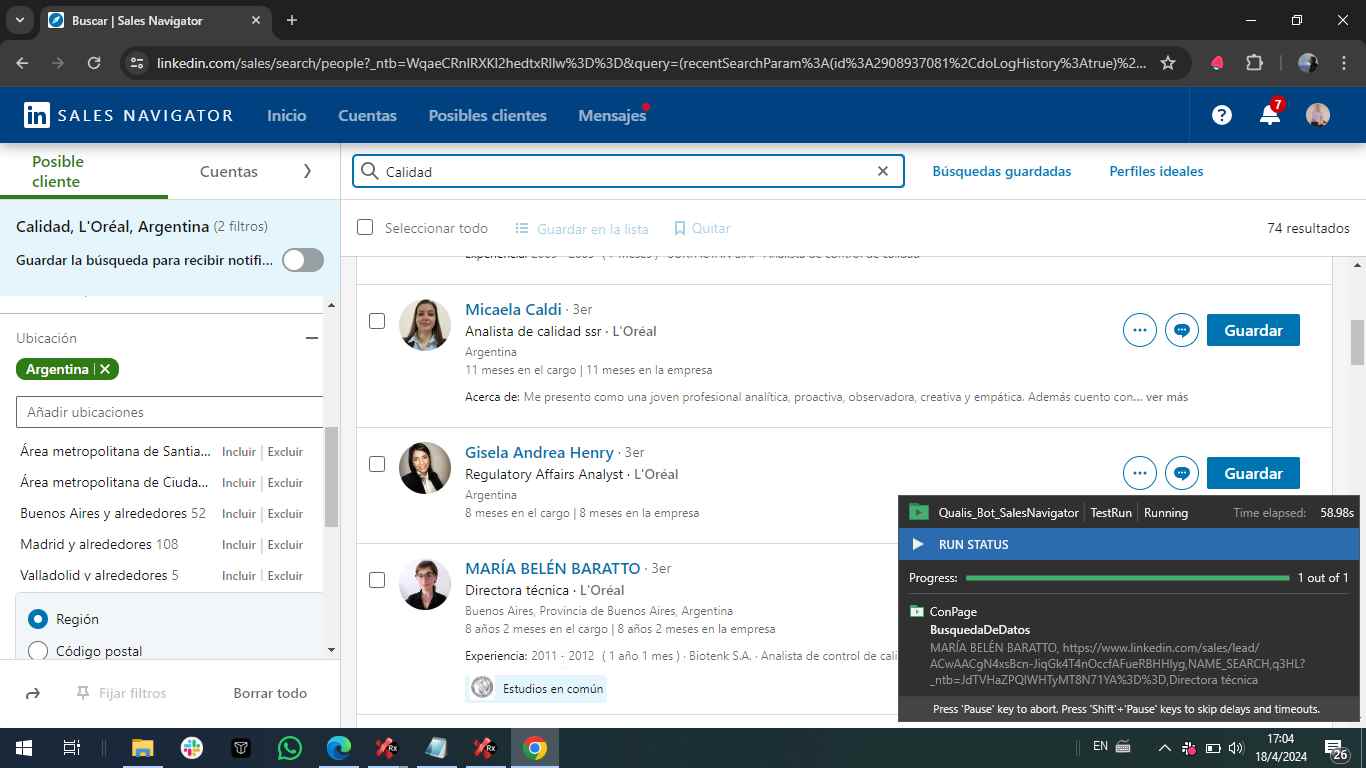 Buscar | Sales Navigator
linkedin.com/sales/search/people?_ntb=WqaeCRnIRXKI2hedtxRIlw%3D%3D&query=(recentSearchParam%3A(id%3A2908937081%2CdoLogHistory%3Atrue)%2...
in SALES NAVIGATOR
Inicio
Cuentas
Posibles clientes
Mensajes
?
7
Posible cliente
Cuentas
Calidad
Búsquedas guardadas
Perfiles ideales
Calidad, L'Oréal, Argentina (2 filtros)
Guardar la búsqueda para recibir notifi...
Seleccionar todo
Guardar en la lista
Quitar
74 resultados
Ubicación
Argentina
Añadir ubicaciones
Área metropolitana de Santia... Incluir | Excluir
Área metropolitana de Ciuda... Incluir | Excluir
Buenos Aires y alrededores 52 Incluir | Excluir
Madrid y alrededores 108 Incluir | Excluir
Valladolid y alrededores 5 Incluir | Excluir
Región
Código postal
Fijar filtros
Borrar todo
Micaela Caldi · 3er
Analista de calidad ssr · L'Oréal
Argentina
11 meses en el cargo | 11 meses en la empresa
Acerca de: Me presento como una joven profesional analítica, proactiva, observadora, creativa y empática. Además cuento con... ver más
Guardar
Gisela Andrea Henry · 3er
Regulatory Affairs Analyst · L'Oréal
Argentina
8 meses en el cargo | 8 meses en la empresa
Guardar
MARÍA BELÉN BARATTO · 3er
Directora técnica · L'Oréal
Buenos Aires, Provincia de Buenos Aires, Argentina
8 años 2 meses en el cargo | 8 años 2 meses en la empresa
Experiencia: 2011 - 2012 ( 1 año 1 mes ) · Biotenk S.A. · Analista de control de cali
Estudios en común
Qualis_Bot_SalesNavigator | TestRun | Running
Time elapsed: 58.98s
RUN STATUS
Progress:
1 out of 1
ConPage
BusquedaDeDatos
MARÍA BELÉN BARATTO, https://www.linkedin.com/sales/lead/
ACwAACgN4xsBcn-JiqGk4T4nOccfAFueRBHHIyg,NAME_SEARCH,q3HL?
_ntb=JdTVHaZPQIWHTyMT8N71YA%3D%3D,Directora técnica
Press 'Pause' key to abort. Press 'Shift'+'Pause' keys to skip delays and timeouts.
Rx
Rx
EN
17:04
18/4/2024
26